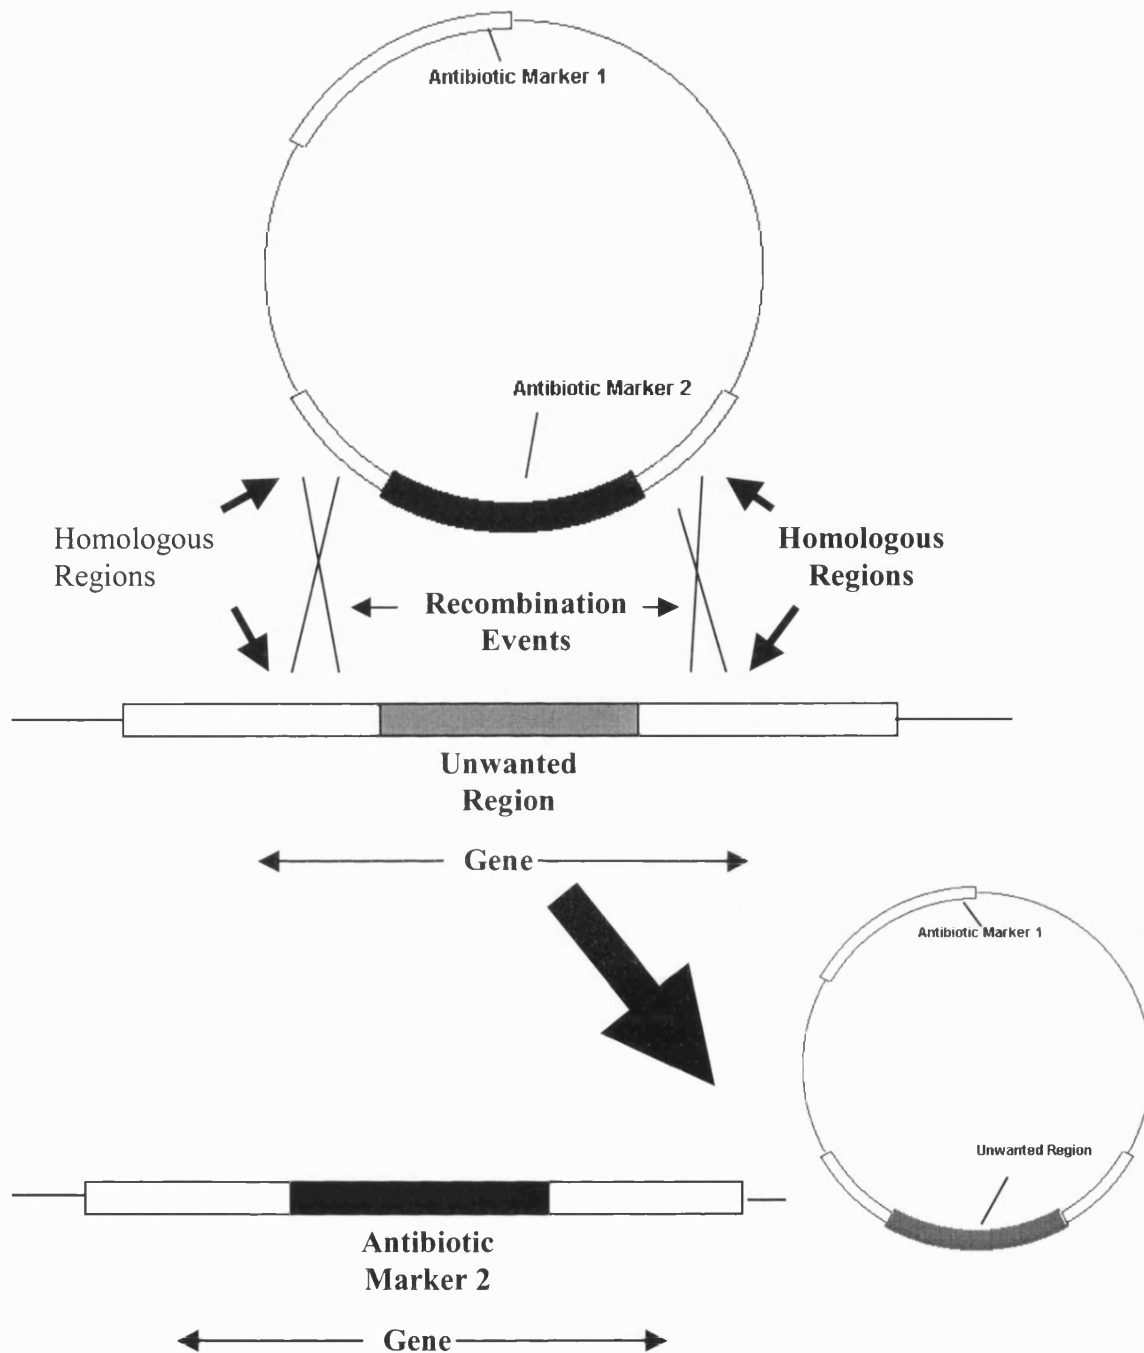 Antibiotic Marker 1
Antibiotic Marker 2
Homologous
Regions
Homologous
Regions
Recombination
Events
Unwanted
Region
Gene
Antibiotic Marker 1
Unwanted Region
Antibiotic
Marker 2
Gene